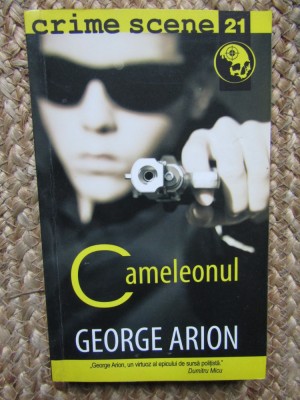 crime scene 21
Cameleonul
GEORGE ARION
„George Arion, un virtuoz al epicului de sursă polițistă.”
Dumitru Micu